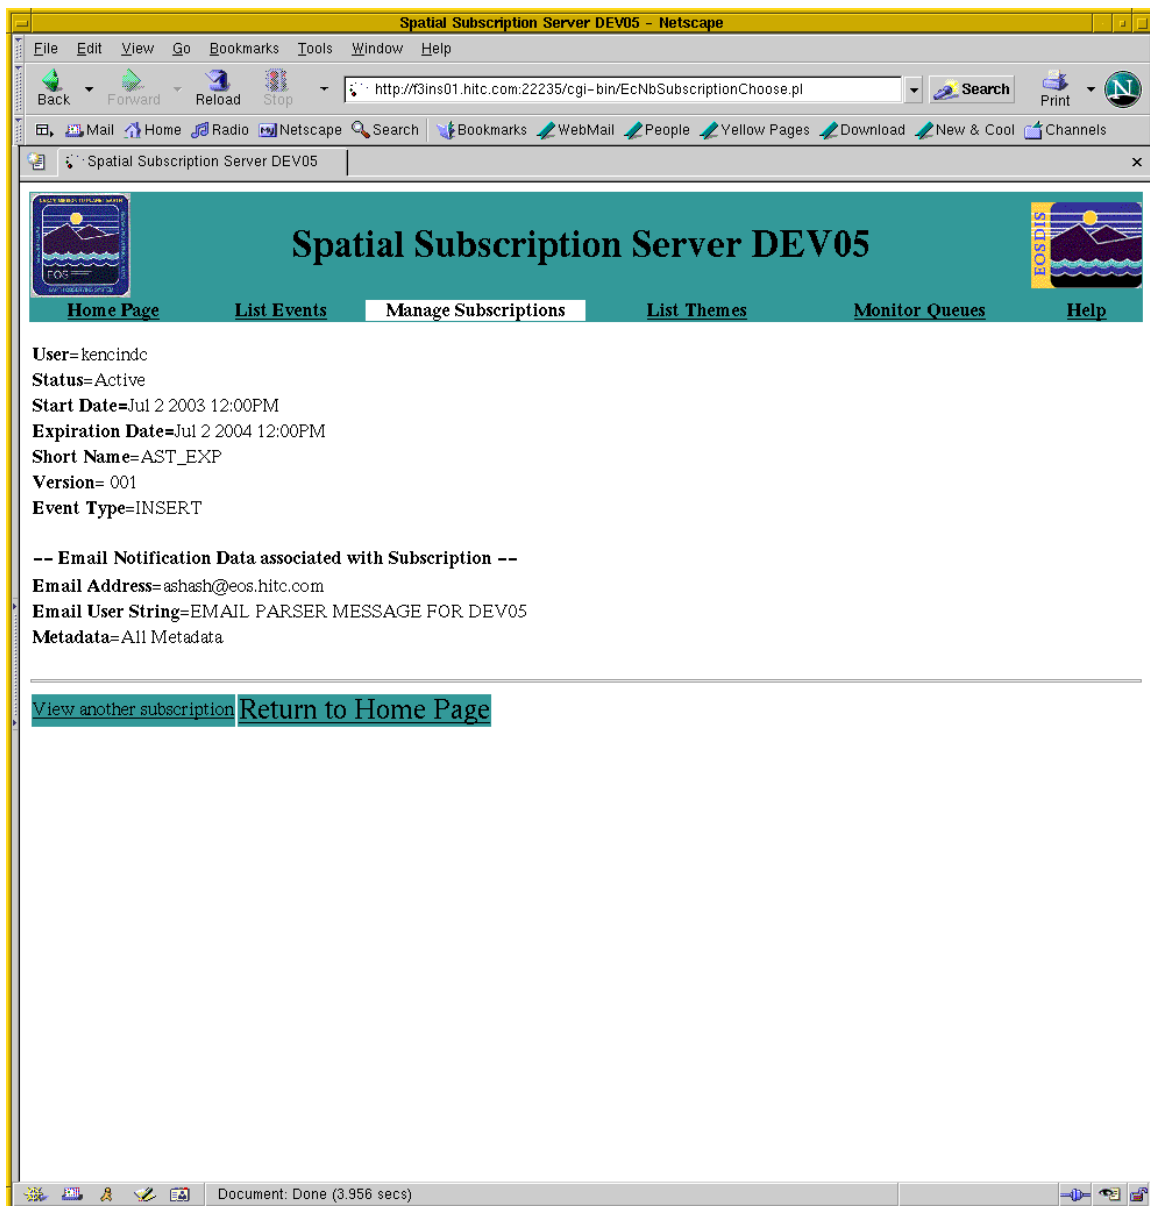 Spatial Subscription Server DEV05 - Netscape
File Edit View Go Bookmarks Tools Window Help
Back Forward Reload Stop http://f3ins01.hitc.com:22235/cgi-bin/EcNbSubscriptionChoose.pl Search Print N
Mail Home Radio Netscape Search Bookmarks WebMail People Yellow Pages Download New & Cool Channels
Spatial Subscription Server DEV05
EOS
Spatial Subscription Server DEV05
EOSDIS
Home Page List Events Manage Subscriptions List Themes Monitor Queues Help
User=kencindc
Status=Active
Start Date=Jul 2 2003 12:00PM
Expiration Date=Jul 2 2004 12:00PM
Short Name=AST_EXP
Version= 001
Event Type=INSERT
-- Email Notification Data associated with Subscription --
Email Address=ashash@eos.hitc.com
Email User String=EMAIL PARSER MESSAGE FOR DEV05
Metadata=All Metadata
View another subscription Return to Home Page
Document: Done (3.956 secs)